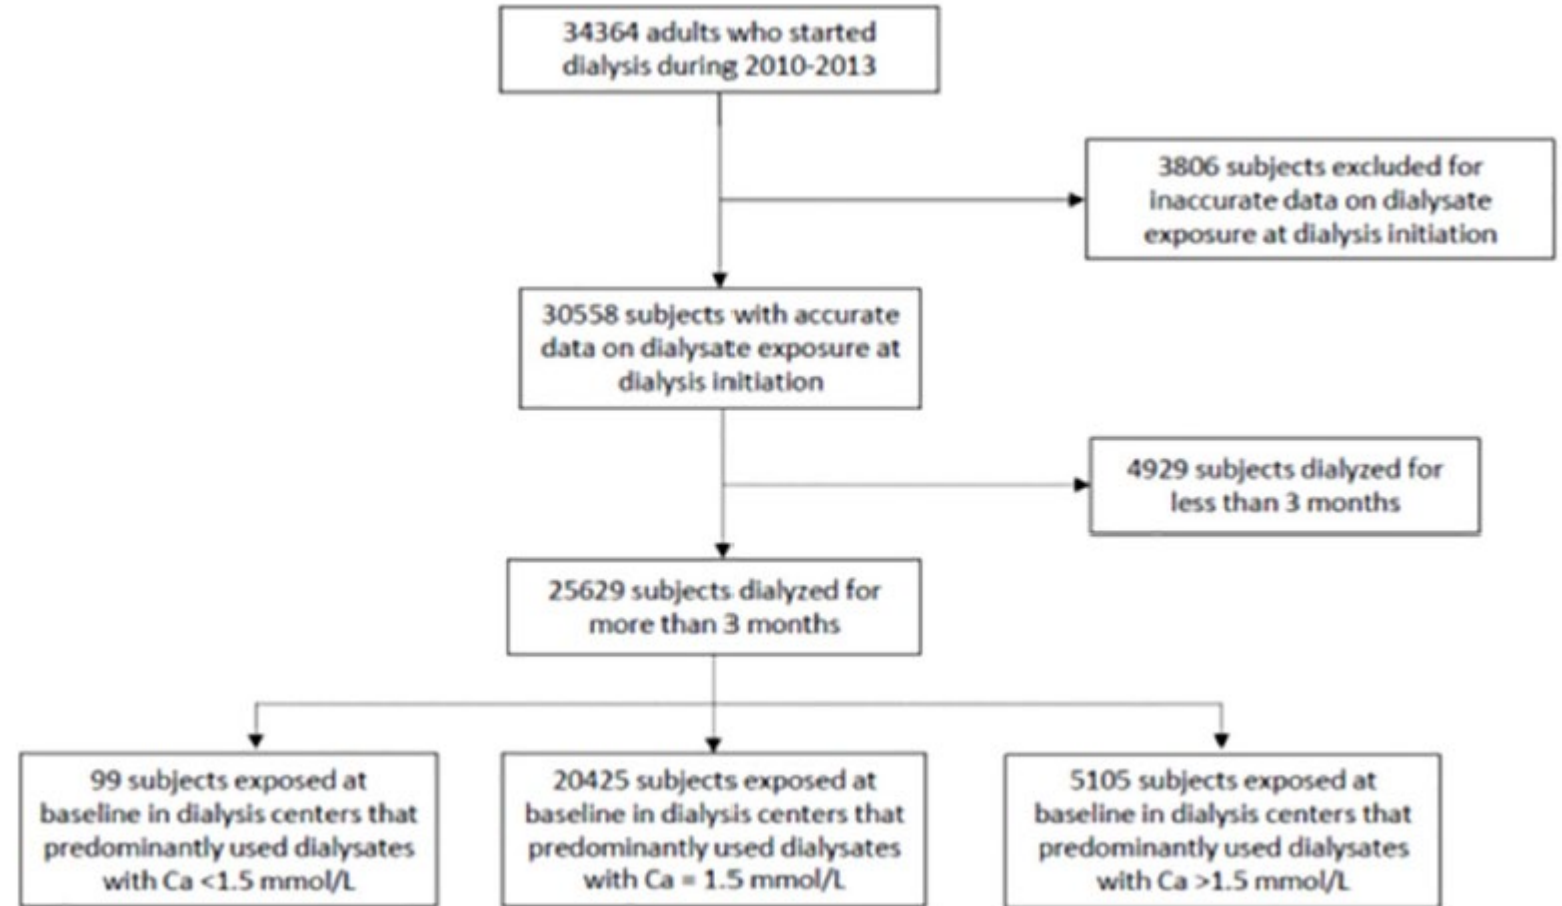 34364 adults who started
dialysis during 2010-2013
3806 subjects excluded for
inaccurate data on dialysate
exposure at dialysis initiation
30558 subjects with accurate
data on dialysate exposure at
dialysis initiation
4929 subjects dialyzed for
less than 3 months
25629 subjects dialyzed for
more than 3 months
99 subjects exposed at
baseline in dialysis centers that
predominantly used dialysates
with Ca <1.5 mmol/L
20425 subjects exposed at
baseline in dialysis centers that
predominantly used dialysates
with Ca = 1.5 mmol/L
5105 subjects exposed at
baseline in dialysis centers that
predominantly used dialysates
with Ca >1.5 mmol/L